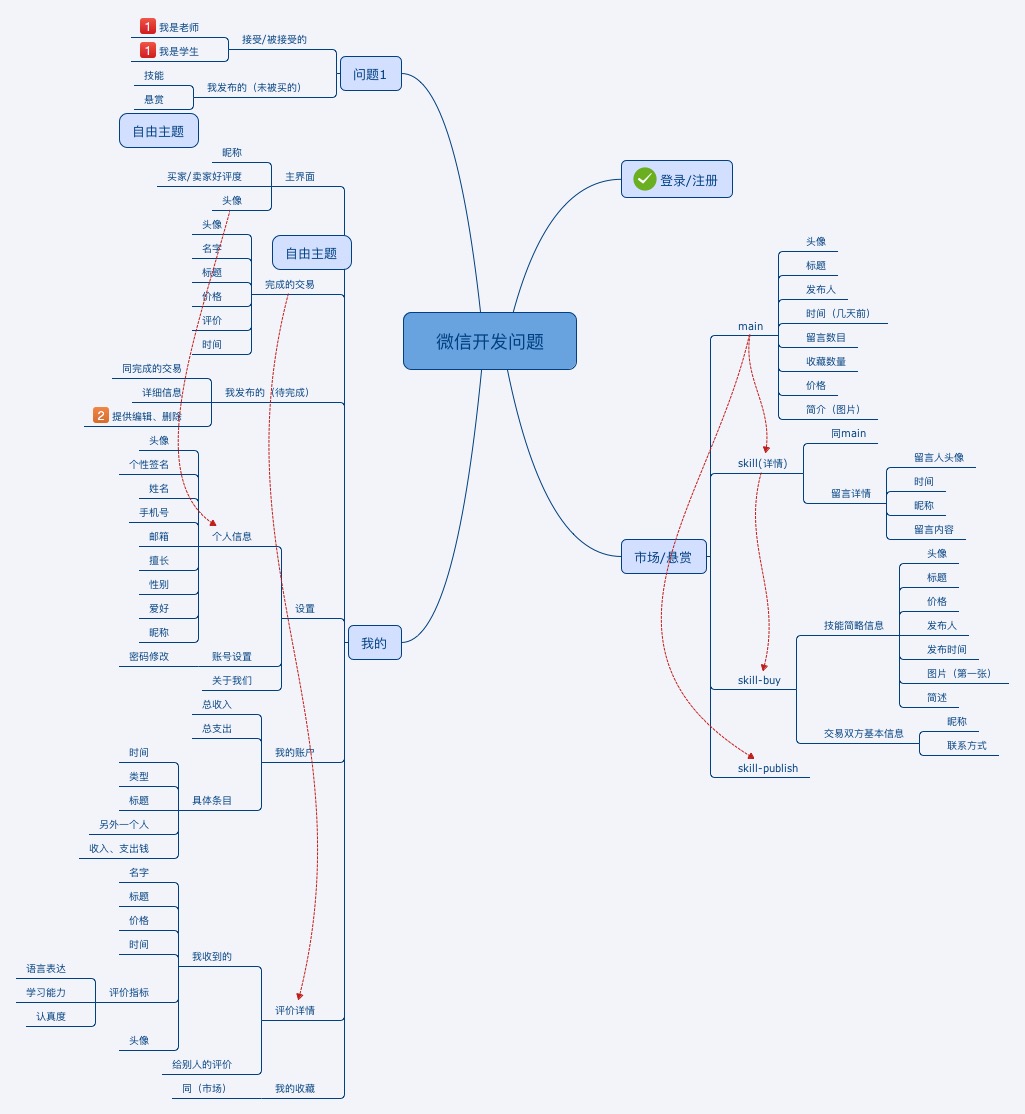 微信开发问题
登录/注册
市场/悬赏
main
头像
标题
发布人
时间（几天前）
留言数目
收藏数量
价格
简介（图片）
skill(详情)
同main
留言详情
留言人头像
时间
昵称
留言内容
skill-buy
技能简略信息
头像
标题
价格
发布人
发布时间
图片（第一张）
简述
交易双方基本信息
昵称
联系方式
skill-publish
问题1
接受/被接受的
1 我是老师
1 我是学生
我发布的（未被买的）
技能
悬赏
自由主题
自由主题
我的
主界面
昵称
买家/卖家好评度
头像
完成的交易
头像
名字
标题
价格
评价
时间
我发布的（待完成）
同完成的交易
详细信息
2 提供编辑、删除
设置
个人信息
头像
个性签名
姓名
手机号
邮箱
擅长
性别
爱好
昵称
账号设置
密码修改
关于我们
我的账户
总收入
总支出
具体条目
时间
类型
标题
另外一个人
收入、支出钱
评价详情
我收到的
名字
标题
价格
时间
评价指标
语言表达
学习能力
认真度
头像
给别人的评价
我的收藏
同（市场）